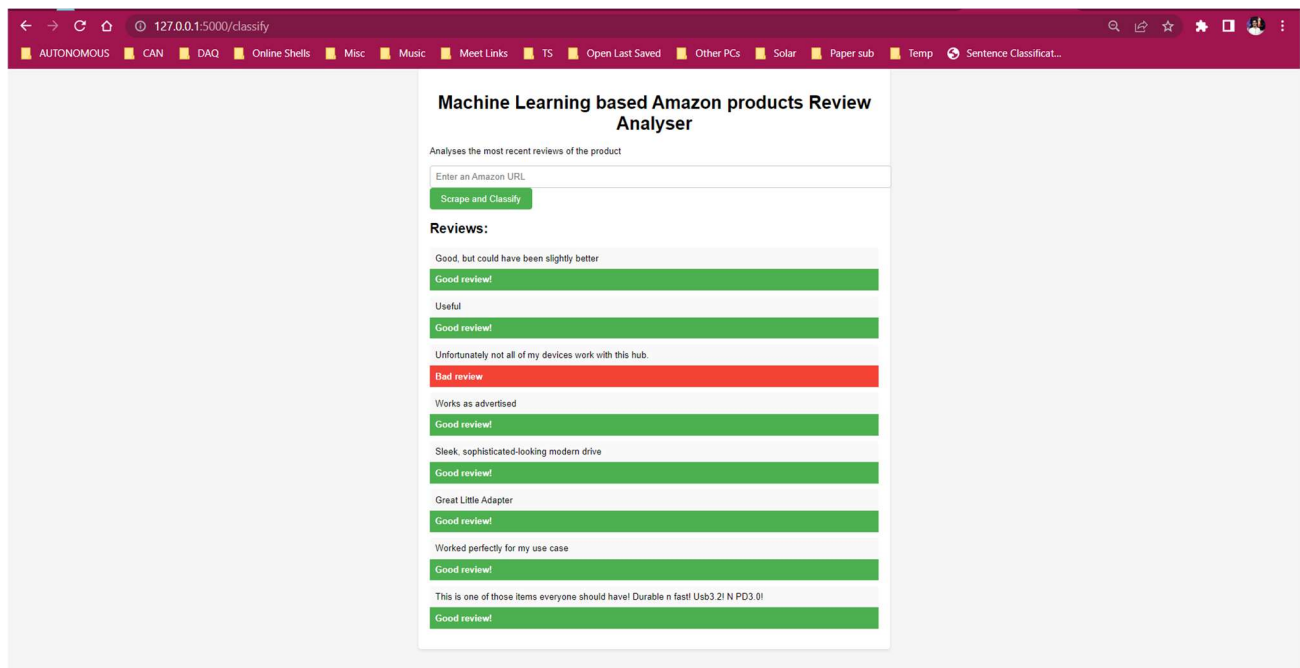 127.0.0.1:5000/classify
AUTONOMOUS CAN DAQ Online Shells Misc Music Meet Links TS Open Last Saved Other PCs Solar Paper sub Temp Sentence Classificat...
Machine Learning based Amazon products Review
Analyser
Analyses the most recent reviews of the product
Enter an Amazon URL
Scrape and Classify
Reviews:
Good, but could have been slightly better
Good review!
Useful
Good review!
Unfortunately not all of my devices work with this hub.
Bad review
Works as advertised
Good review!
Sleek, sophisticated-looking modern drive
Good review!
Great Little Adapter
Good review!
Worked perfectly for my use case
Good review!
This is one of those items everyone should have! Durable n fast! Usb3.2! N PD3.0!
Good review!